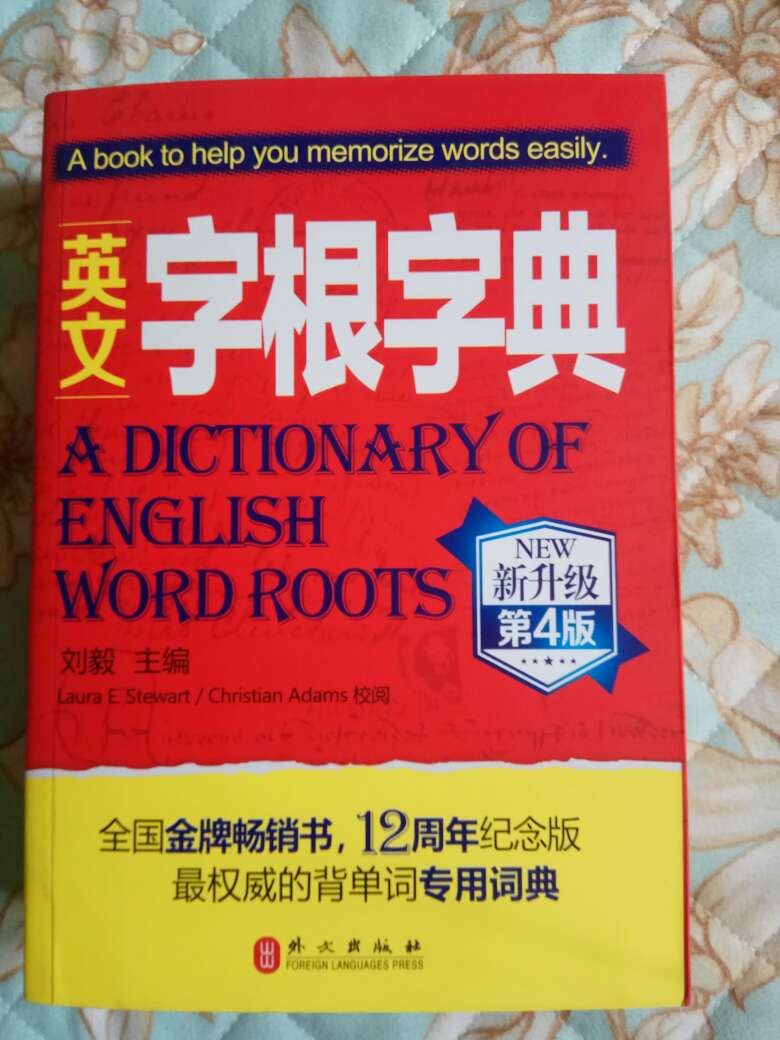 A book to help you memorize words easily.
英文
字根字典
A DICTIONARY OF
ENGLISH
WORD ROOTS
NEW
新升级
第4版
刘毅 主编
Laura E. Stewart / Christian Adams 校阅
全国金牌畅销书，12周年纪念版
最权威的背单词专用词典
外文出版社
FOREIGN LANGUAGES PRESS